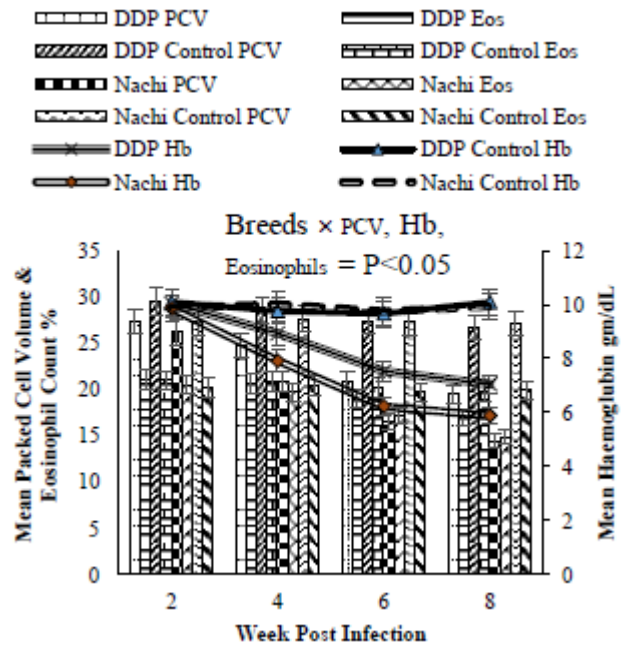 DDP PCV DDP Eos
DDP Control PCV DDP Control Eos
Nachi PCV Nachi Eos
Nachi Control PCV Nachi Control Eos
DDP Hb DDP Control Hb
Nachi Hb Nachi Control Hb
Breeds × PCV, Hb,
Eosinophils = P<0.05
Mean Packed Cell Volume &
Eosinophil Count %
35
30
25
20
15
10
5
0
12
10
8
6
4
2
0
Mean Haemoglobin gm/dL
2 4 6 8
Week Post Infection